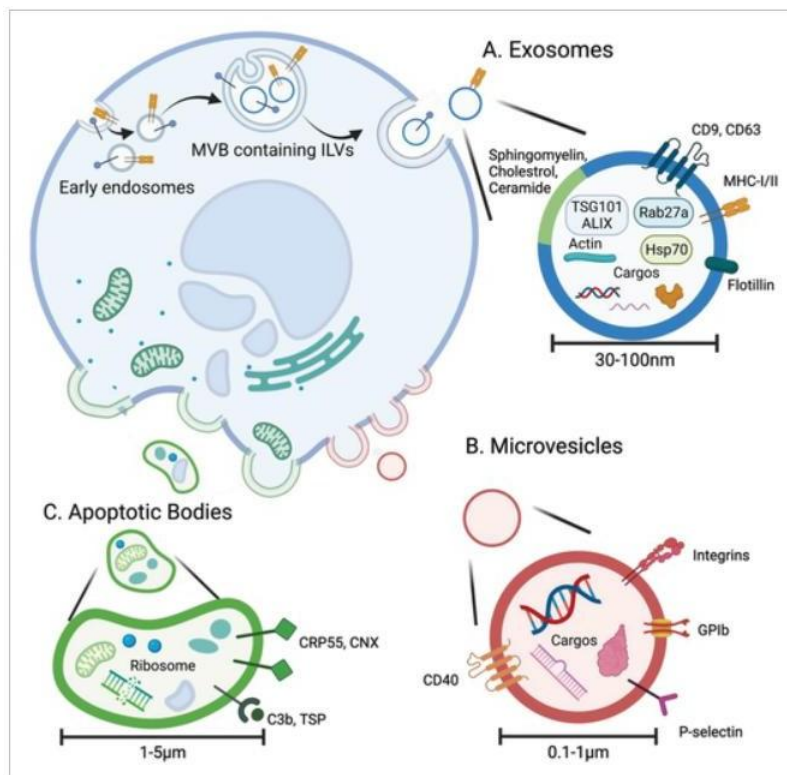 A. Exosomes
MVB containing ILVs
Early endosomes
CD9, CD63
Sphingomyelin,
Cholestrol,
Ceramide
MHC-I/II
TSG101
ALIX
Rab27a
Actin
Hsp70
Cargos
Flotillin
30-100nm
B. Microvesicles
Integrins
GPIb
Cargos
CD40
P-selectin
0.1-1µm
C. Apoptotic Bodies
Ribosome
CRP55, CNX
C3b, TSP
1-5µm